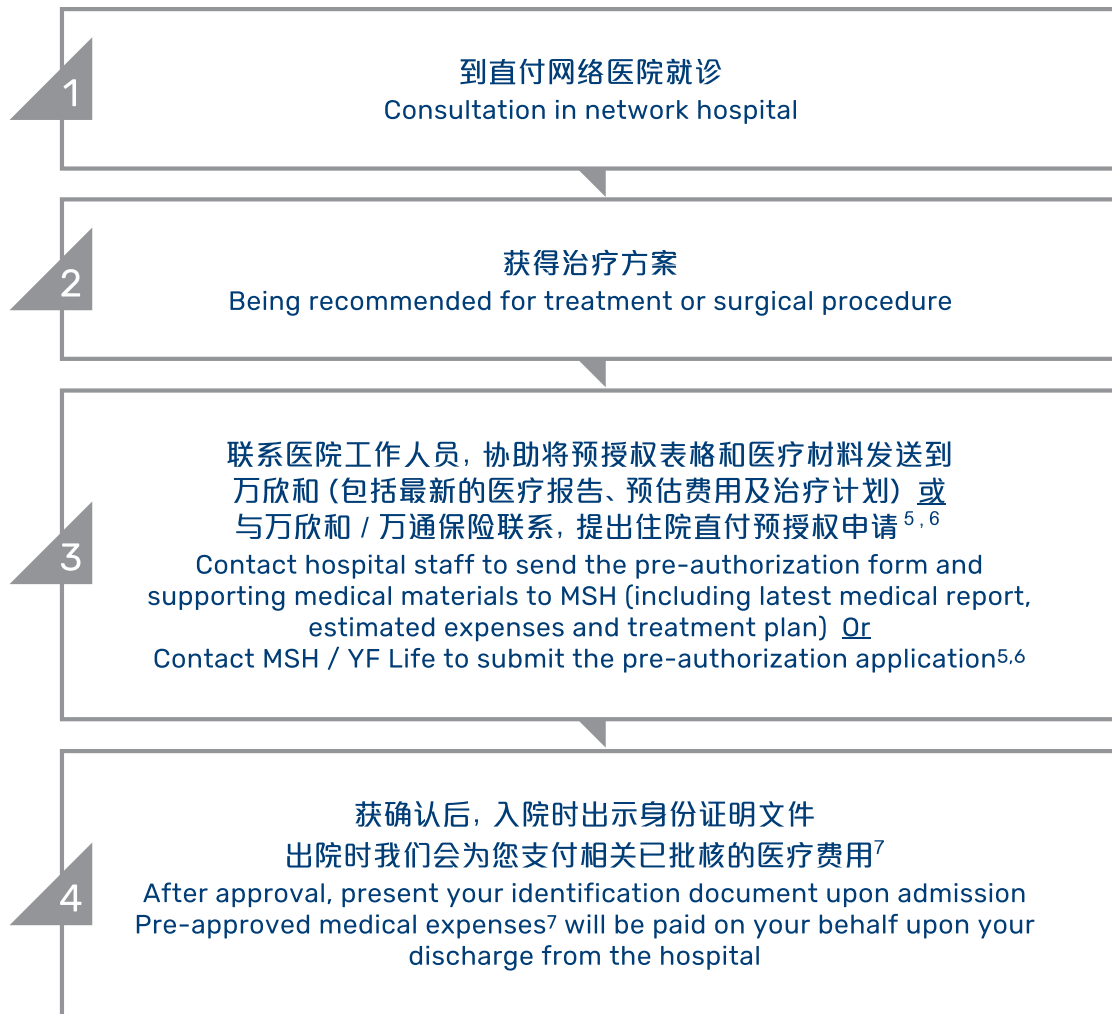 1
到直付网络医院就诊
Consultation in network hospital
2
获得治疗方案
Being recommended for treatment or surgical procedure
3
联系医院工作人员, 协助将预授权表格和医疗材料发送到
万欣和 (包括最新的医疗报告、预估费用及治疗计划) 或
与万欣和 / 万通保险联系, 提出住院直付预授权申请5,6
Contact hospital staff to send the pre-authorization form and
supporting medical materials to MSH (including latest medical report,
estimated expenses and treatment plan) Or
Contact MSH / YF Life to submit the pre-authorization application5,6
4
获确认后, 入院时出示身份证明文件
出院时我们会为您支付相关已批核的医疗费用7
After approval, present your identification document upon admission
Pre-approved medical expenses7 will be paid on your behalf upon your
discharge from the hospital